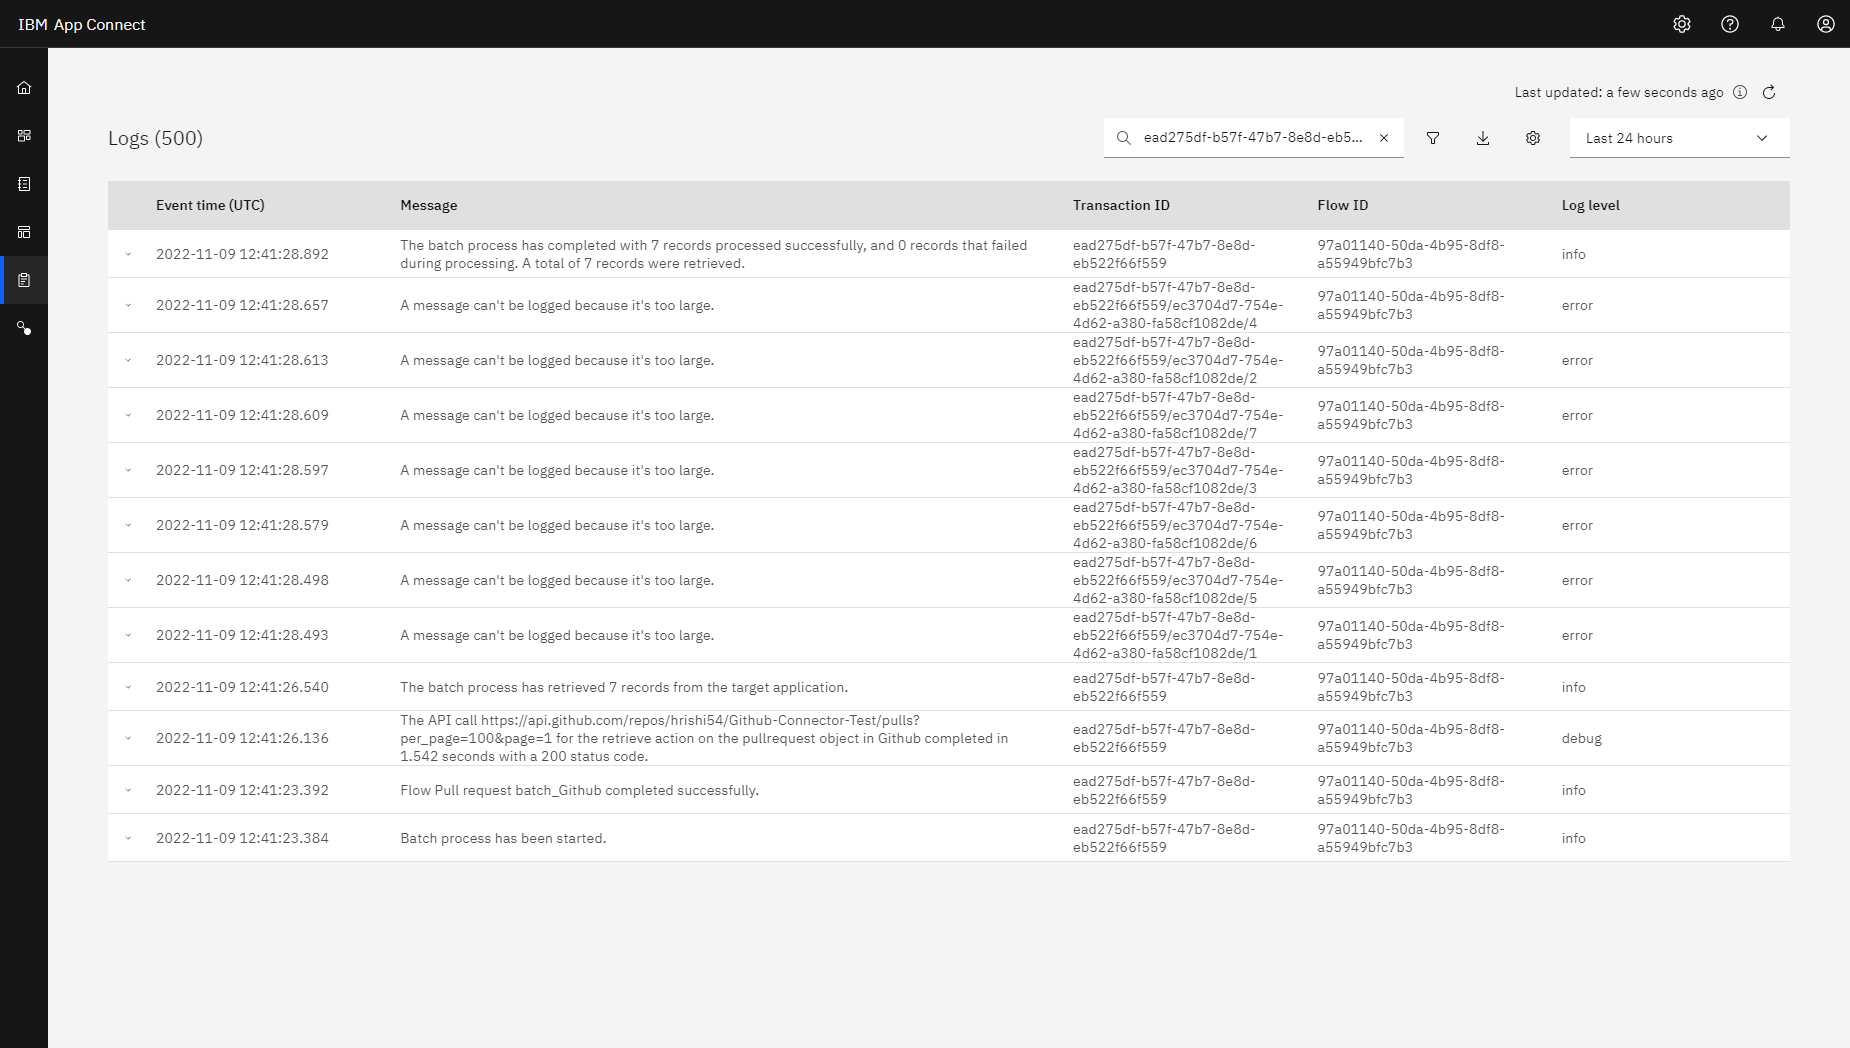 IBM App Connect
Last updated: a few seconds ago
Logs (500)
ead275df-b57f-47b7-8e8d-eb5...
Last 24 hours
Event time (UTC) Message Transaction ID Flow ID Log level
2022-11-09 12:41:28.892
The batch process has completed with 7 records processed successfully, and 0 records that failed
during processing. A total of 7 records were retrieved.
ead275df-b57f-47b7-8e8d-
eb522f66f559
97a01140-50da-4b95-8df8-
a55949bfc7b3
info
2022-11-09 12:41:28.657
A message can't be logged because it's too large.
ead275df-b57f-47b7-8e8d-
eb522f66f559/ec3704d7-754e-
4d62-a380-fa58cf1082de/4
97a01140-50da-4b95-8df8-
a55949bfc7b3
error
2022-11-09 12:41:28.613
A message can't be logged because it's too large.
ead275df-b57f-47b7-8e8d-
eb522f66f559/ec3704d7-754e-
4d62-a380-fa58cf1082de/2
97a01140-50da-4b95-8df8-
a55949bfc7b3
error
2022-11-09 12:41:28.609
A message can't be logged because it's too large.
ead275df-b57f-47b7-8e8d-
eb522f66f559/ec3704d7-754e-
4d62-a380-fa58cf1082de/7
97a01140-50da-4b95-8df8-
a55949bfc7b3
error
2022-11-09 12:41:28.597
A message can't be logged because it's too large.
ead275df-b57f-47b7-8e8d-
eb522f66f559/ec3704d7-754e-
4d62-a380-fa58cf1082de/3
97a01140-50da-4b95-8df8-
a55949bfc7b3
error
2022-11-09 12:41:28.579
A message can't be logged because it's too large.
ead275df-b57f-47b7-8e8d-
eb522f66f559/ec3704d7-754e-
4d62-a380-fa58cf1082de/6
97a01140-50da-4b95-8df8-
a55949bfc7b3
error
2022-11-09 12:41:28.498
A message can't be logged because it's too large.
ead275df-b57f-47b7-8e8d-
eb522f66f559/ec3704d7-754e-
4d62-a380-fa58cf1082de/5
97a01140-50da-4b95-8df8-
a55949bfc7b3
error
2022-11-09 12:41:28.493
A message can't be logged because it's too large.
ead275df-b57f-47b7-8e8d-
eb522f66f559/ec3704d7-754e-
4d62-a380-fa58cf1082de/1
97a01140-50da-4b95-8df8-
a55949bfc7b3
error
2022-11-09 12:41:26.540
The batch process has retrieved 7 records from the target application.
ead275df-b57f-47b7-8e8d-
eb522f66f559
97a01140-50da-4b95-8df8-
a55949bfc7b3
info
2022-11-09 12:41:26.136
The API call https://api.github.com/repos/hrishi54/Github-Connector-Test/pulls?
per_page=100&page=1 for the retrieve action on the pullrequest object in Github completed in
1.542 seconds with a 200 status code.
ead275df-b57f-47b7-8e8d-
eb522f66f559
97a01140-50da-4b95-8df8-
a55949bfc7b3
debug
2022-11-09 12:41:23.392
Flow Pull request batch_Github completed successfully.
ead275df-b57f-47b7-8e8d-
eb522f66f559
97a01140-50da-4b95-8df8-
a55949bfc7b3
info
2022-11-09 12:41:23.384
Batch process has been started.
ead275df-b57f-47b7-8e8d-
eb522f66f559
97a01140-50da-4b95-8df8-
a55949bfc7b3
info